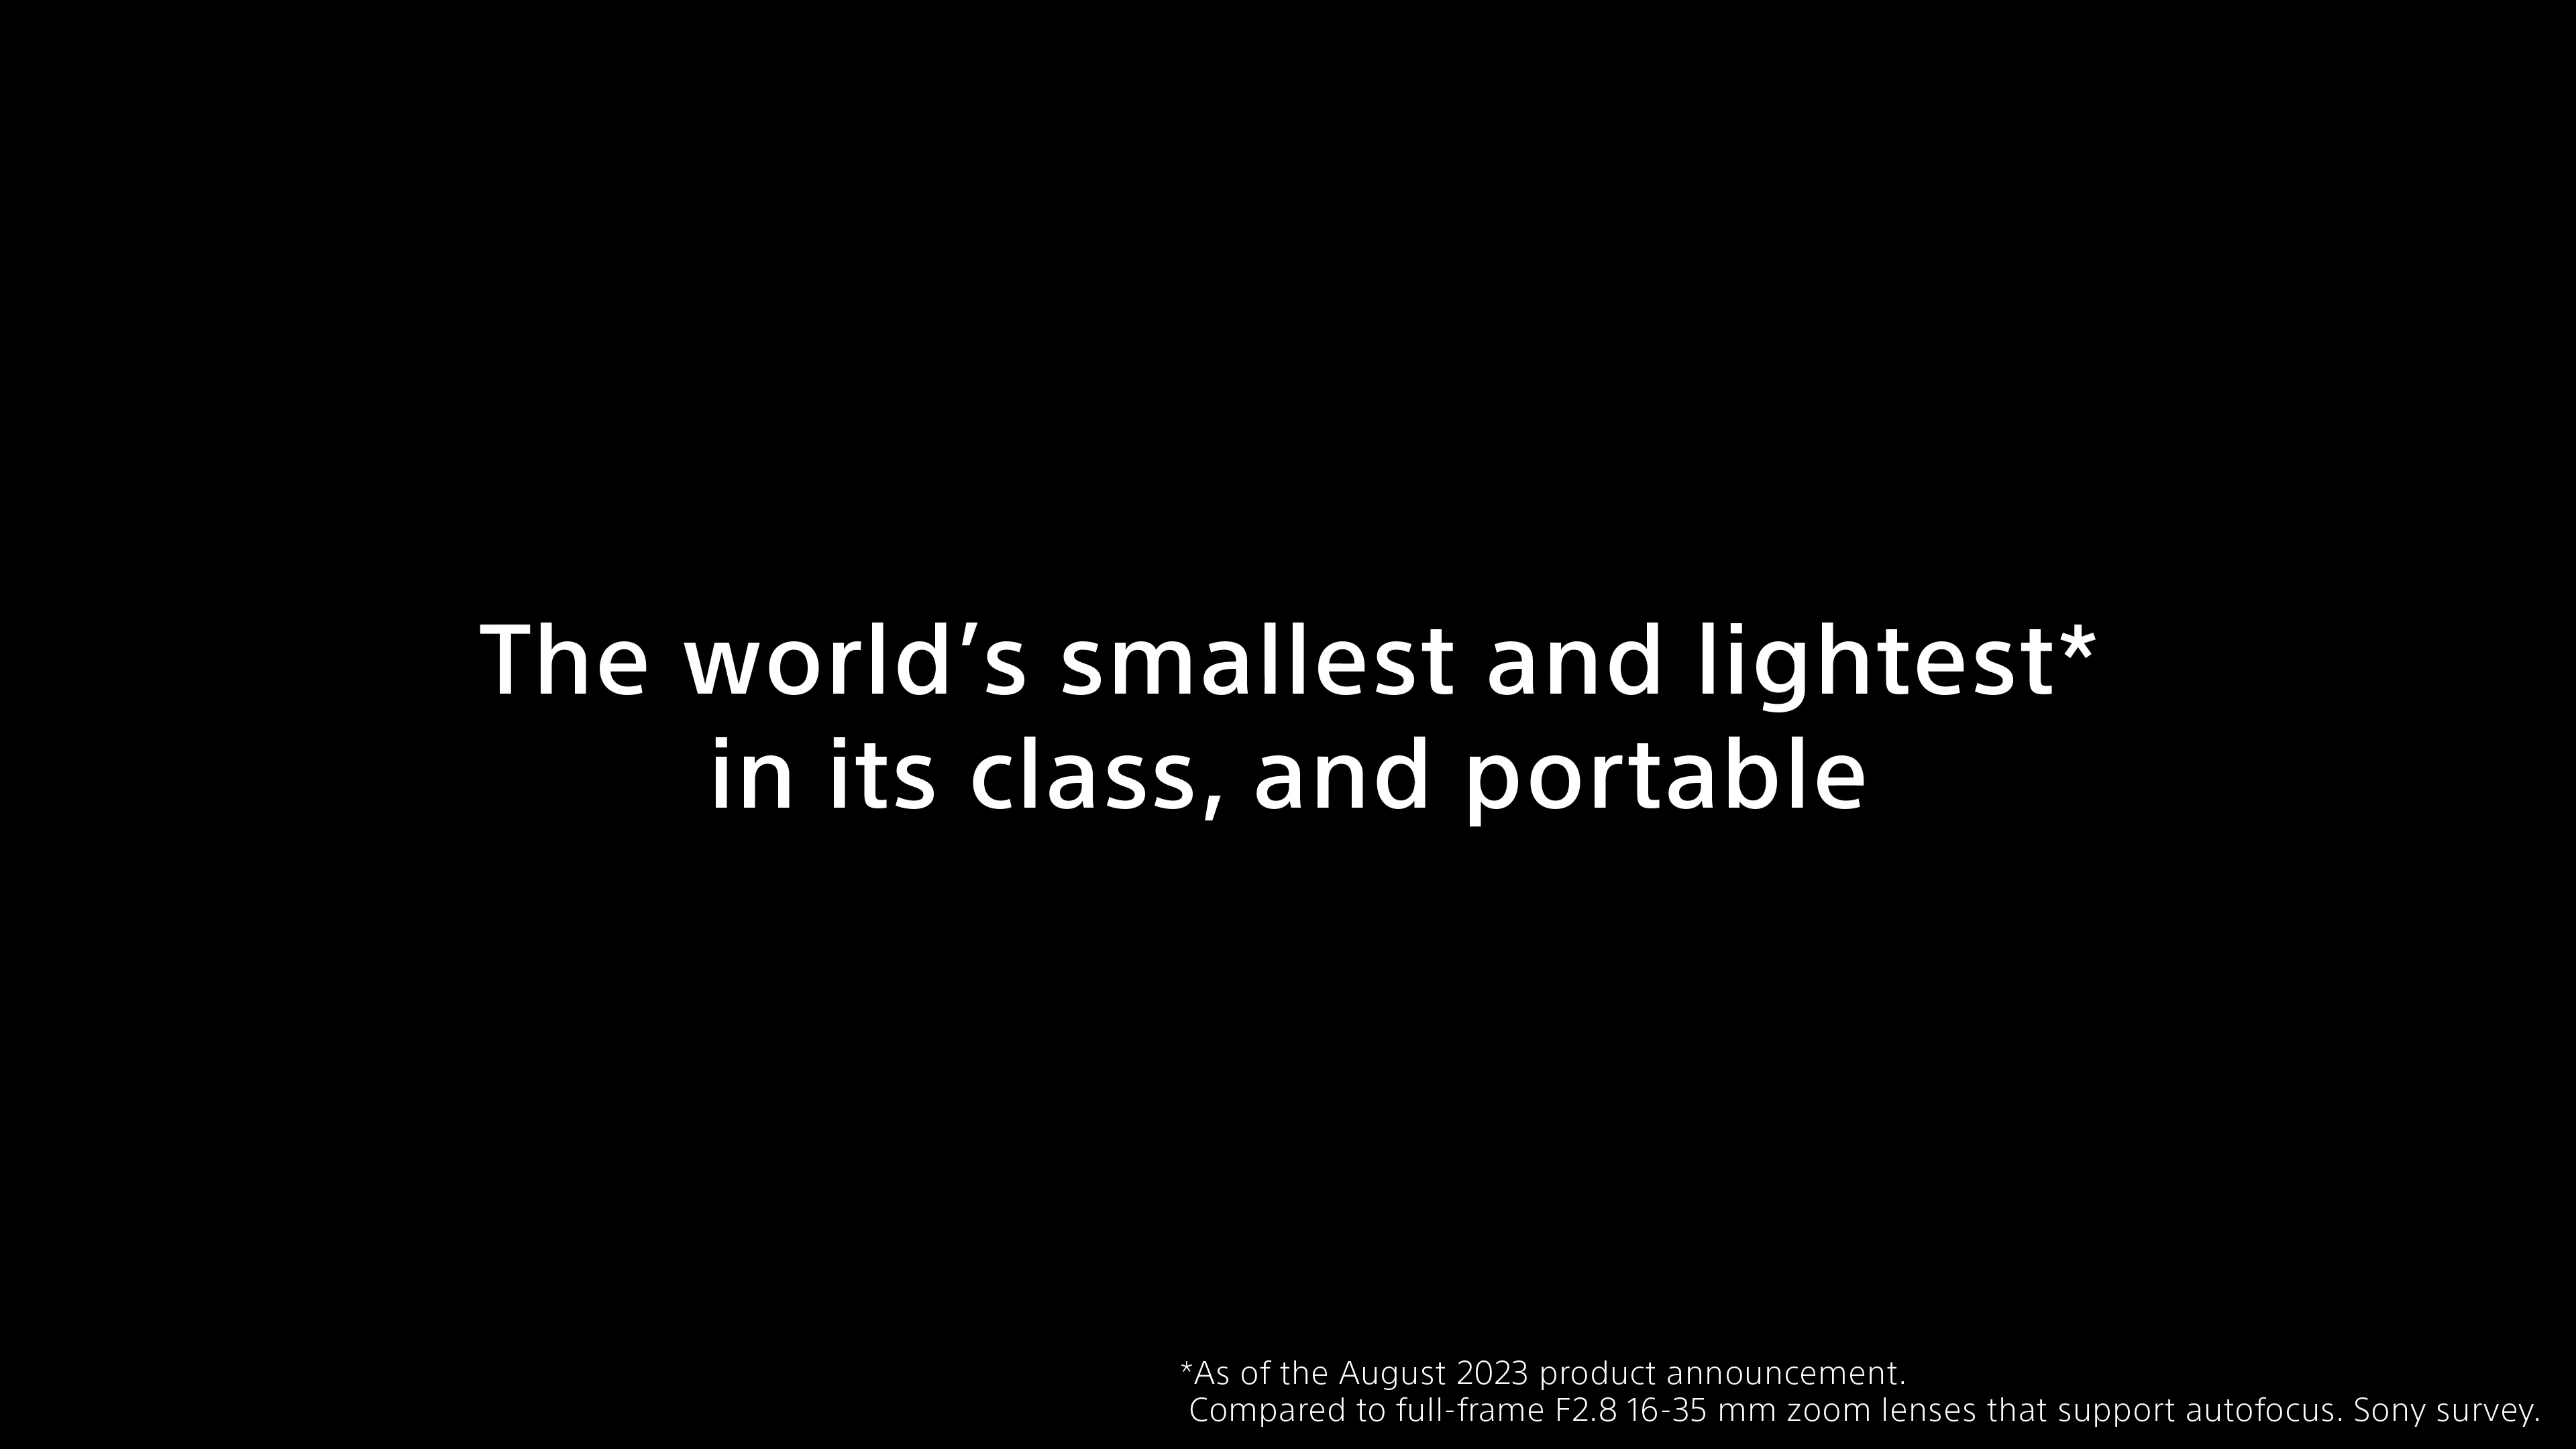 The world’s smallest and lightest*
in its class, and portable
*As of the August 2023 product announcement.
Compared to full-frame F2.8 16-35 mm zoom lenses that support autofocus. Sony survey.